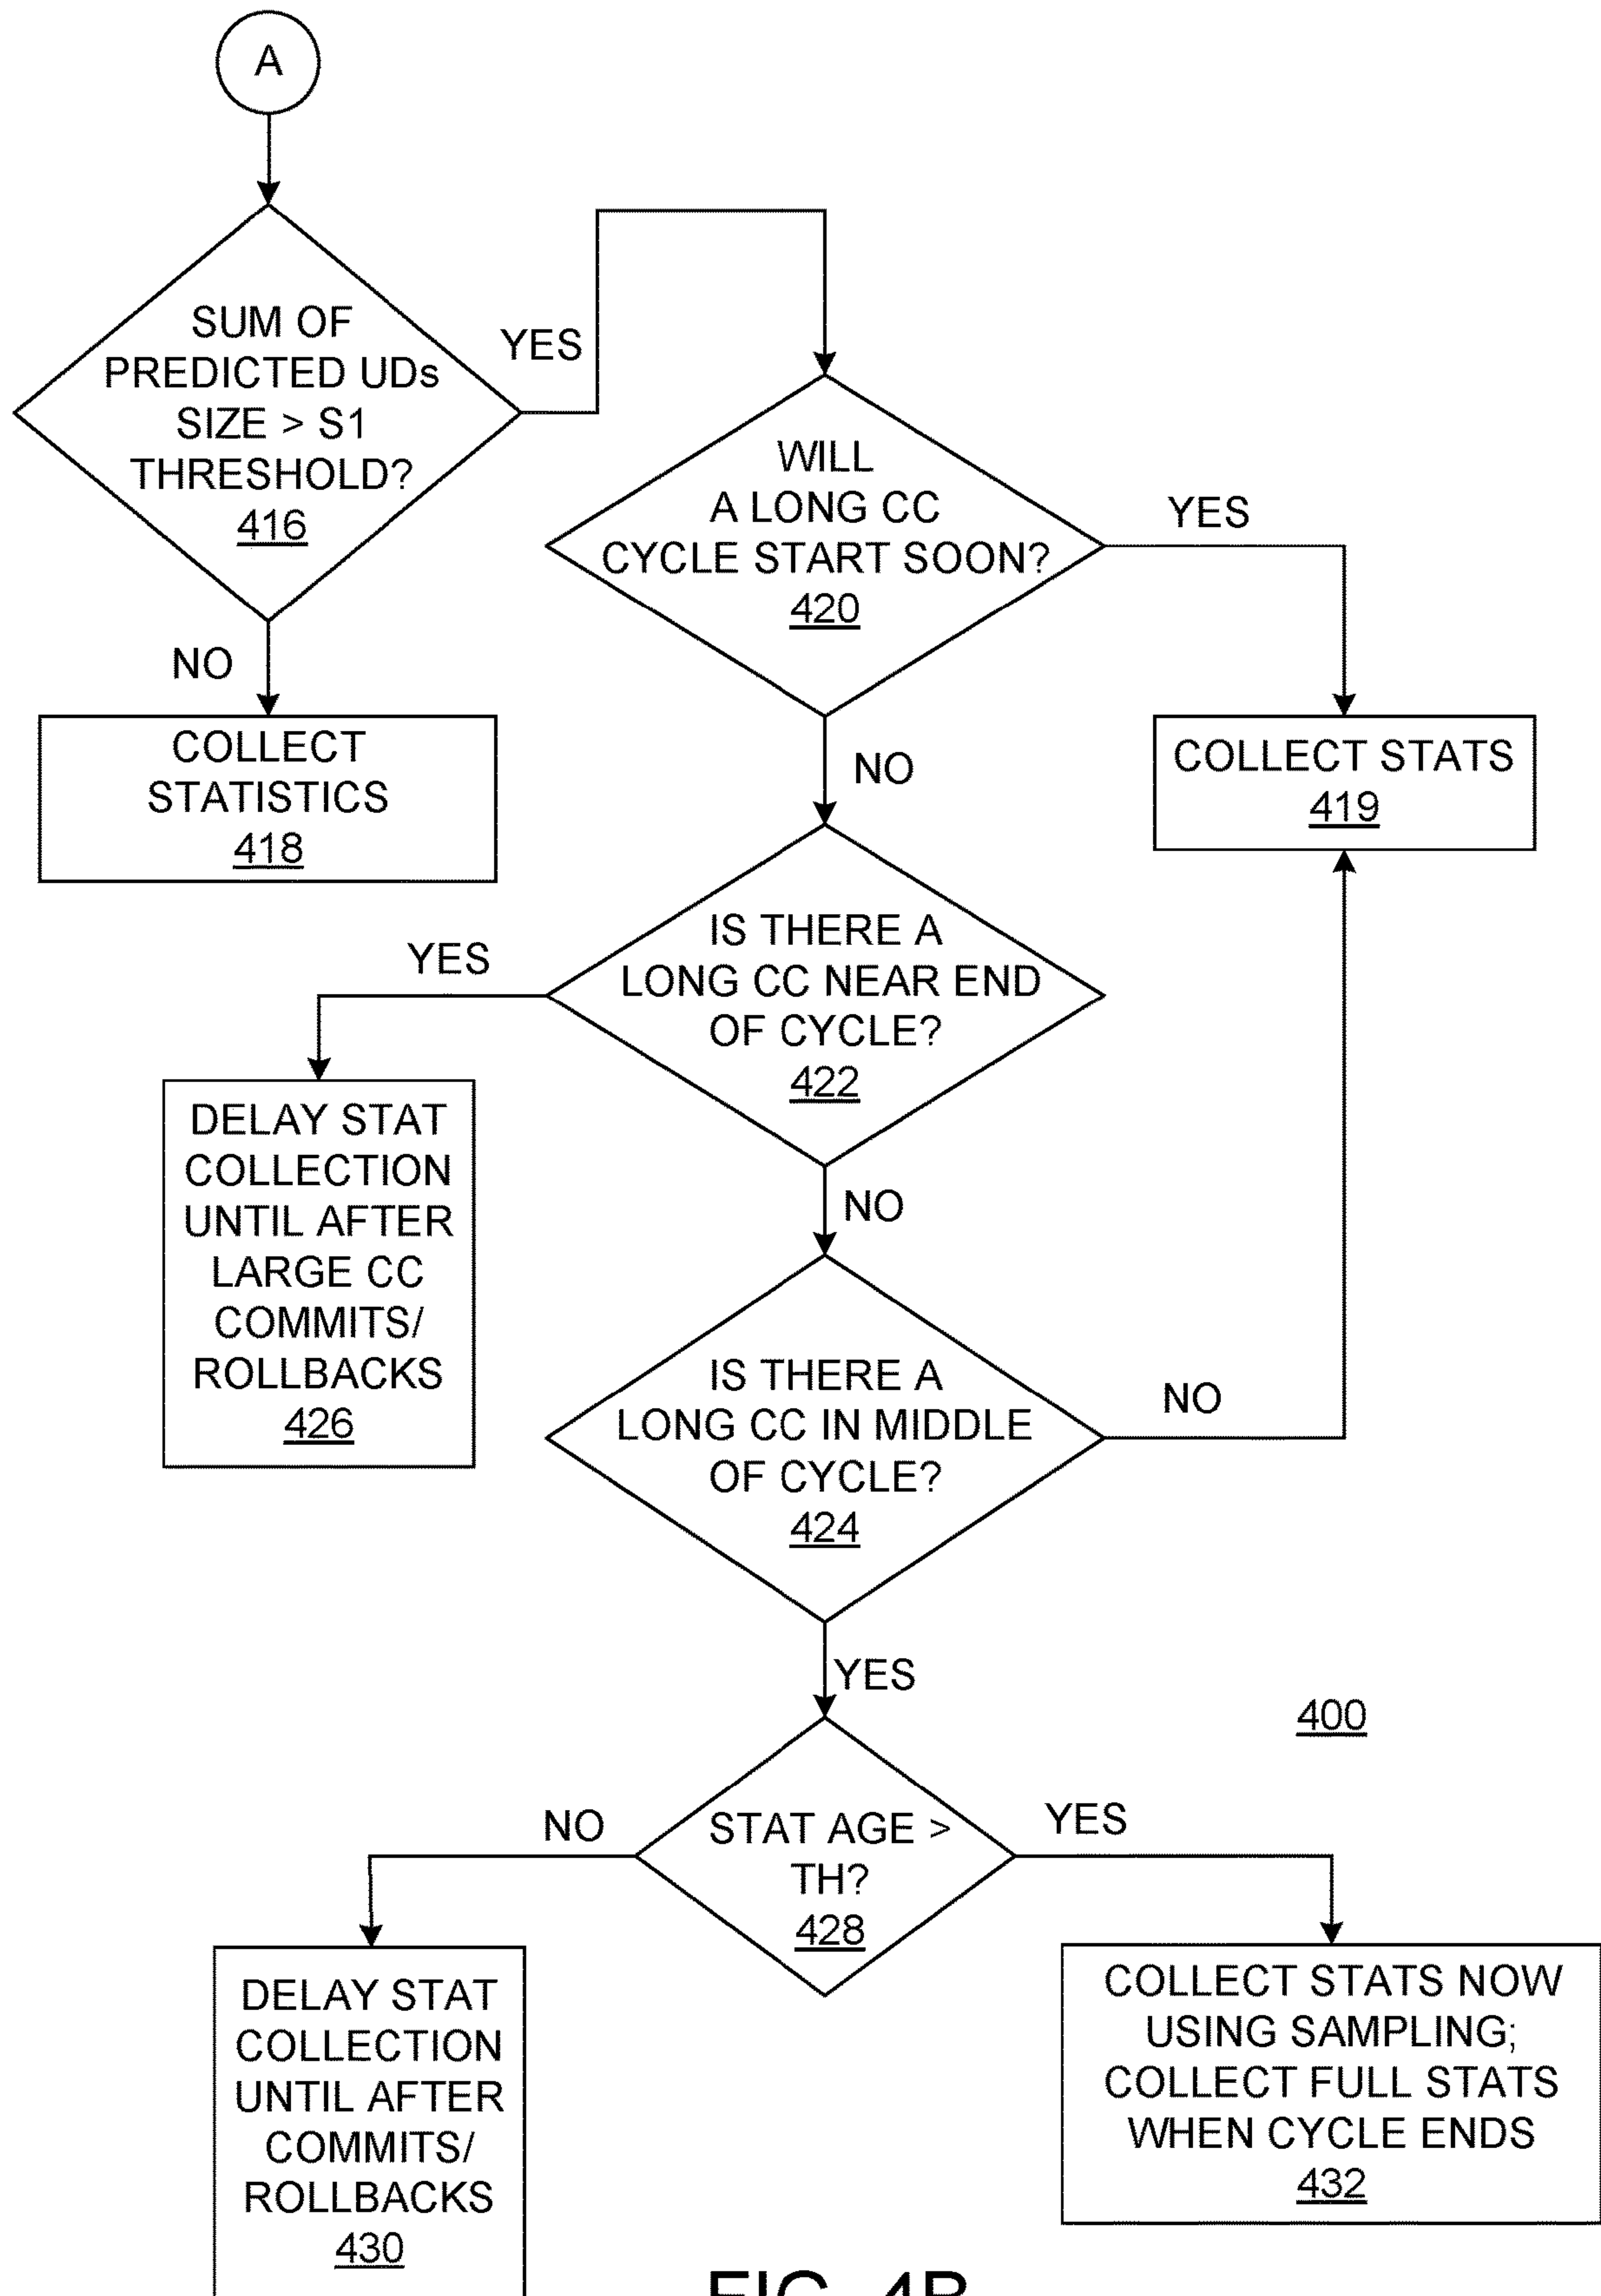 A
SUM OF
PREDICTED UDs
SIZE > S1
THRESHOLD?
416
YES
NO
COLLECT
STATISTICS
418
WILL
A LONG CC
CYCLE START SOON?
420
YES
NO
COLLECT STATS
419
IS THERE A
LONG CC NEAR END
OF CYCLE?
422
YES
NO
DELAY STAT
COLLECTION
UNTIL AFTER
LARGE CC
COMMITS/
ROLLBACKS
426
IS THERE A
LONG CC IN MIDDLE
OF CYCLE?
424
NO
YES
400
STAT AGE >
TH?
428
NO
YES
DELAY STAT
COLLECTION
UNTIL AFTER
COMMITS/
ROLLBACKS
430
COLLECT STATS NOW
USING SAMPLING;
COLLECT FULL STATS
WHEN CYCLE ENDS
432
FIG. 4B